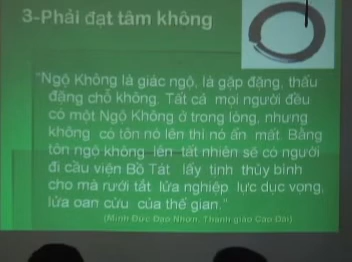 3-Phải đạt tâm không
"Ngộ Không là giác ngộ, là gặp đặng, thấu
đặng chỗ không. Tất cả mọi người đều
có một Ngộ Không ở trong lòng, nhưng
không có tôn nó lên thì nó ẩn mất. Bằng
tôn ngộ không lên tất nhiên sẽ có người
đi cầu viện Bồ Tát lấy tịnh thủy bình
cho mà rưới tắt lửa nghiệp lực dục vọng,
lửa oan cừu của thế gian."
(Minh Đức Đạo Nhơn, Thánh giáo Cao Đài)